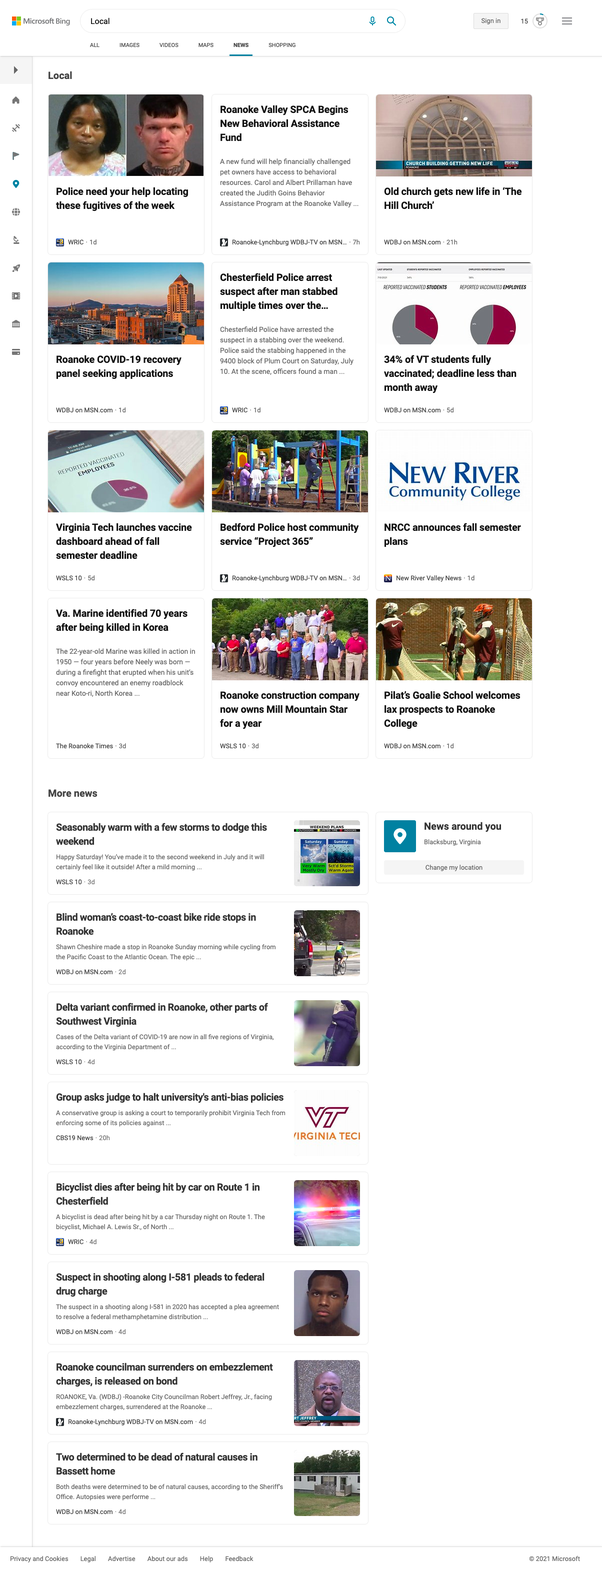 Microsoft Bing
Local
Sign in
15
ALL
IMAGES
VIDEOS
MAPS
NEWS
SHOPPING
Local
Police need your help locating
these fugitives of the week
WRIC · 1d
Roanoke Valley SPCA Begins
New Behavioral Assistance
Fund
A new fund will help financially challenged
pet owners have access to behavioral
resources. Carol and Albert Prillaman have
created the Judith Goins Behavior
Assistance Program at the Roanoke Valley ...
Roanoke-Lynchburg WDBJ-TV on MSN... · 7h
CHURCH BUILDING GETTING NEW LIFE
Old church gets new life in ‘The
Hill Church’
WDBJ on MSN.com · 21h
Roanoke COVID-19 recovery
panel seeking applications
WDBJ on MSN.com · 1d
Chesterfield Police arrest
suspect after man stabbed
multiple times over the...
Chesterfield Police have arrested the
suspect in a stabbing over the weekend.
Police said the stabbing happened in the
9400 block of Plum Court on Saturday, July
10. At the scene, officers found a man ...
WRIC · 1d
REPORTED VACCINATED STUDENTS
REPORTED VACCINATED EMPLOYEES
34% of VT students fully
vaccinated; deadline less than
month away
WDBJ on MSN.com · 5d
REPORTED VACCINATED
EMPLOYEES
Virginia Tech launches vaccine
dashboard ahead of fall
semester deadline
WSLS 10 · 5d
Bedford Police host community
service “Project 365”
Roanoke-Lynchburg WDBJ-TV on MSN... · 3d
NEW RIVER
Community College
NRCC announces fall semester
plans
New River Valley News · 1d
Va. Marine identified 70 years
after being killed in Korea
The 22-year-old Marine was killed in action in
1950 — four years before Neely was born —
during a firefight that erupted when his unit's
convoy encountered an enemy roadblock
near Koto-ri, North Korea ...
The Roanoke Times · 3d
Roanoke construction company
now owns Mill Mountain Star
for a year
WSLS 10 · 3d
Pilat’s Goalie School welcomes
lax prospects to Roanoke
College
WDBJ on MSN.com · 1d
More news
Seasonably warm with a few storms to dodge this
weekend
Happy Saturday! You've made it to the second weekend in July and it will
certainly feel like it outside! After a mild morning ...
WSLS 10 · 3d
WEEKEND PLANS
Saturday
Sunday
News around you
Blacksburg, Virginia
Change my location
Blind woman’s coast-to-coast bike ride stops in
Roanoke
Shawn Cheshire made a stop in Roanoke Sunday morning while cycling from
the Pacific Coast to the Atlantic Ocean. The epic ...
WDBJ on MSN.com · 2d
Delta variant confirmed in Roanoke, other parts of
Southwest Virginia
Cases of the Delta variant of COVID-19 are now in all five regions of Virginia,
according to the Virginia Department of ...
WSLS 10 · 4d
Group asks judge to halt university's anti-bias policies
A conservative group is asking a court to temporarily prohibit Virginia Tech from
enforcing some of its policies against ...
CBS19 News · 20h
VT
VIRGINIA TECH
Bicyclist dies after being hit by car on Route 1 in
Chesterfield
A bicyclist is dead after being hit by a car Thursday night on Route 1. The
bicyclist, Michael A. Lewis Sr., of North ...
WRIC · 4d
Suspect in shooting along I-581 pleads to federal
drug charge
The suspect in a shooting along I-581 in 2020 has accepted a plea agreement
to resolve a federal methamphetamine distribution ...
WDBJ on MSN.com · 4d
Roanoke councilman surrenders on embezzlement
charges, is released on bond
ROANOKE, Va. (WDBJ) -Roanoke City Councilman Robert Jeffrey, Jr., facing
embezzlement charges, surrendered at the Roanoke ...
Roanoke-Lynchburg WDBJ-TV on MSN.com · 4d
RT JEFFREY
Two determined to be dead of natural causes in
Bassett home
Both deaths were determined to be of natural causes, according to the Sheriff's
Office. Autopsies were performe ...
WDBJ on MSN.com · 4d
Privacy and Cookies
Legal
Advertise
About our ads
Help
Feedback
© 2021 Microsoft